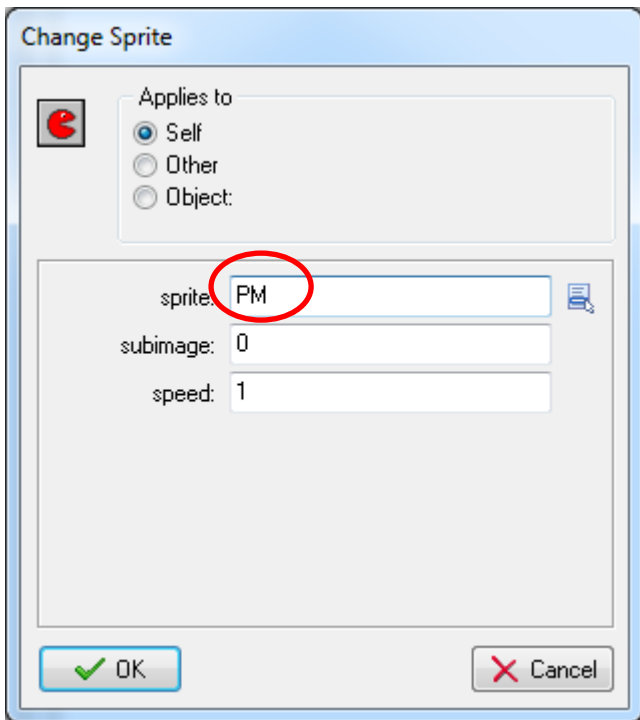 Change Sprite
Applies to
Self
Other
Object:
sprite: PM
subimage: 0
speed: 1
OK Cancel